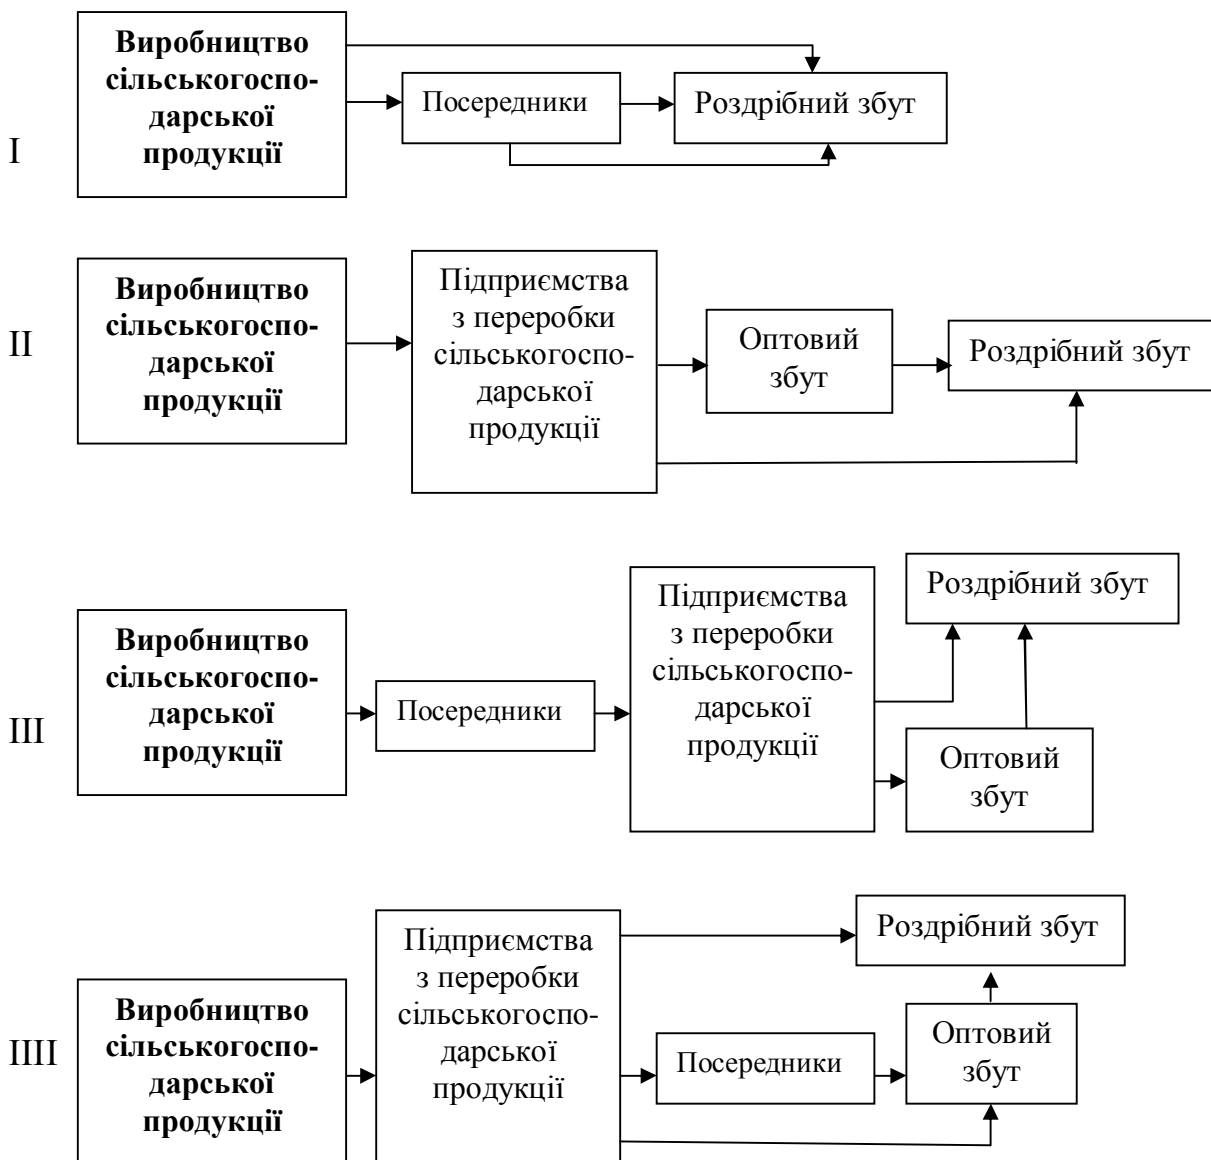 I
Виробництво
сільськогоспо-
дарської
продукції
Посередники
Роздрібний збут
II
Виробництво
сільськогоспо-
дарської
продукції
Підприємства
з переробки
сільськогоспо-
дарської
продукції
Оптовий
збут
Роздрібний збут
III
Виробництво
сільськогоспо-
дарської
продукції
Посередники
Підприємства
з переробки
сільськогоспо-
дарської
продукції
Роздрібний збут
Оптовий
збут
IIII
Виробництво
сільськогоспо-
дарської
продукції
Підприємства
з переробки
сільськогоспо-
дарської
продукції
Посередники
Роздрібний збут
Оптовий
збут